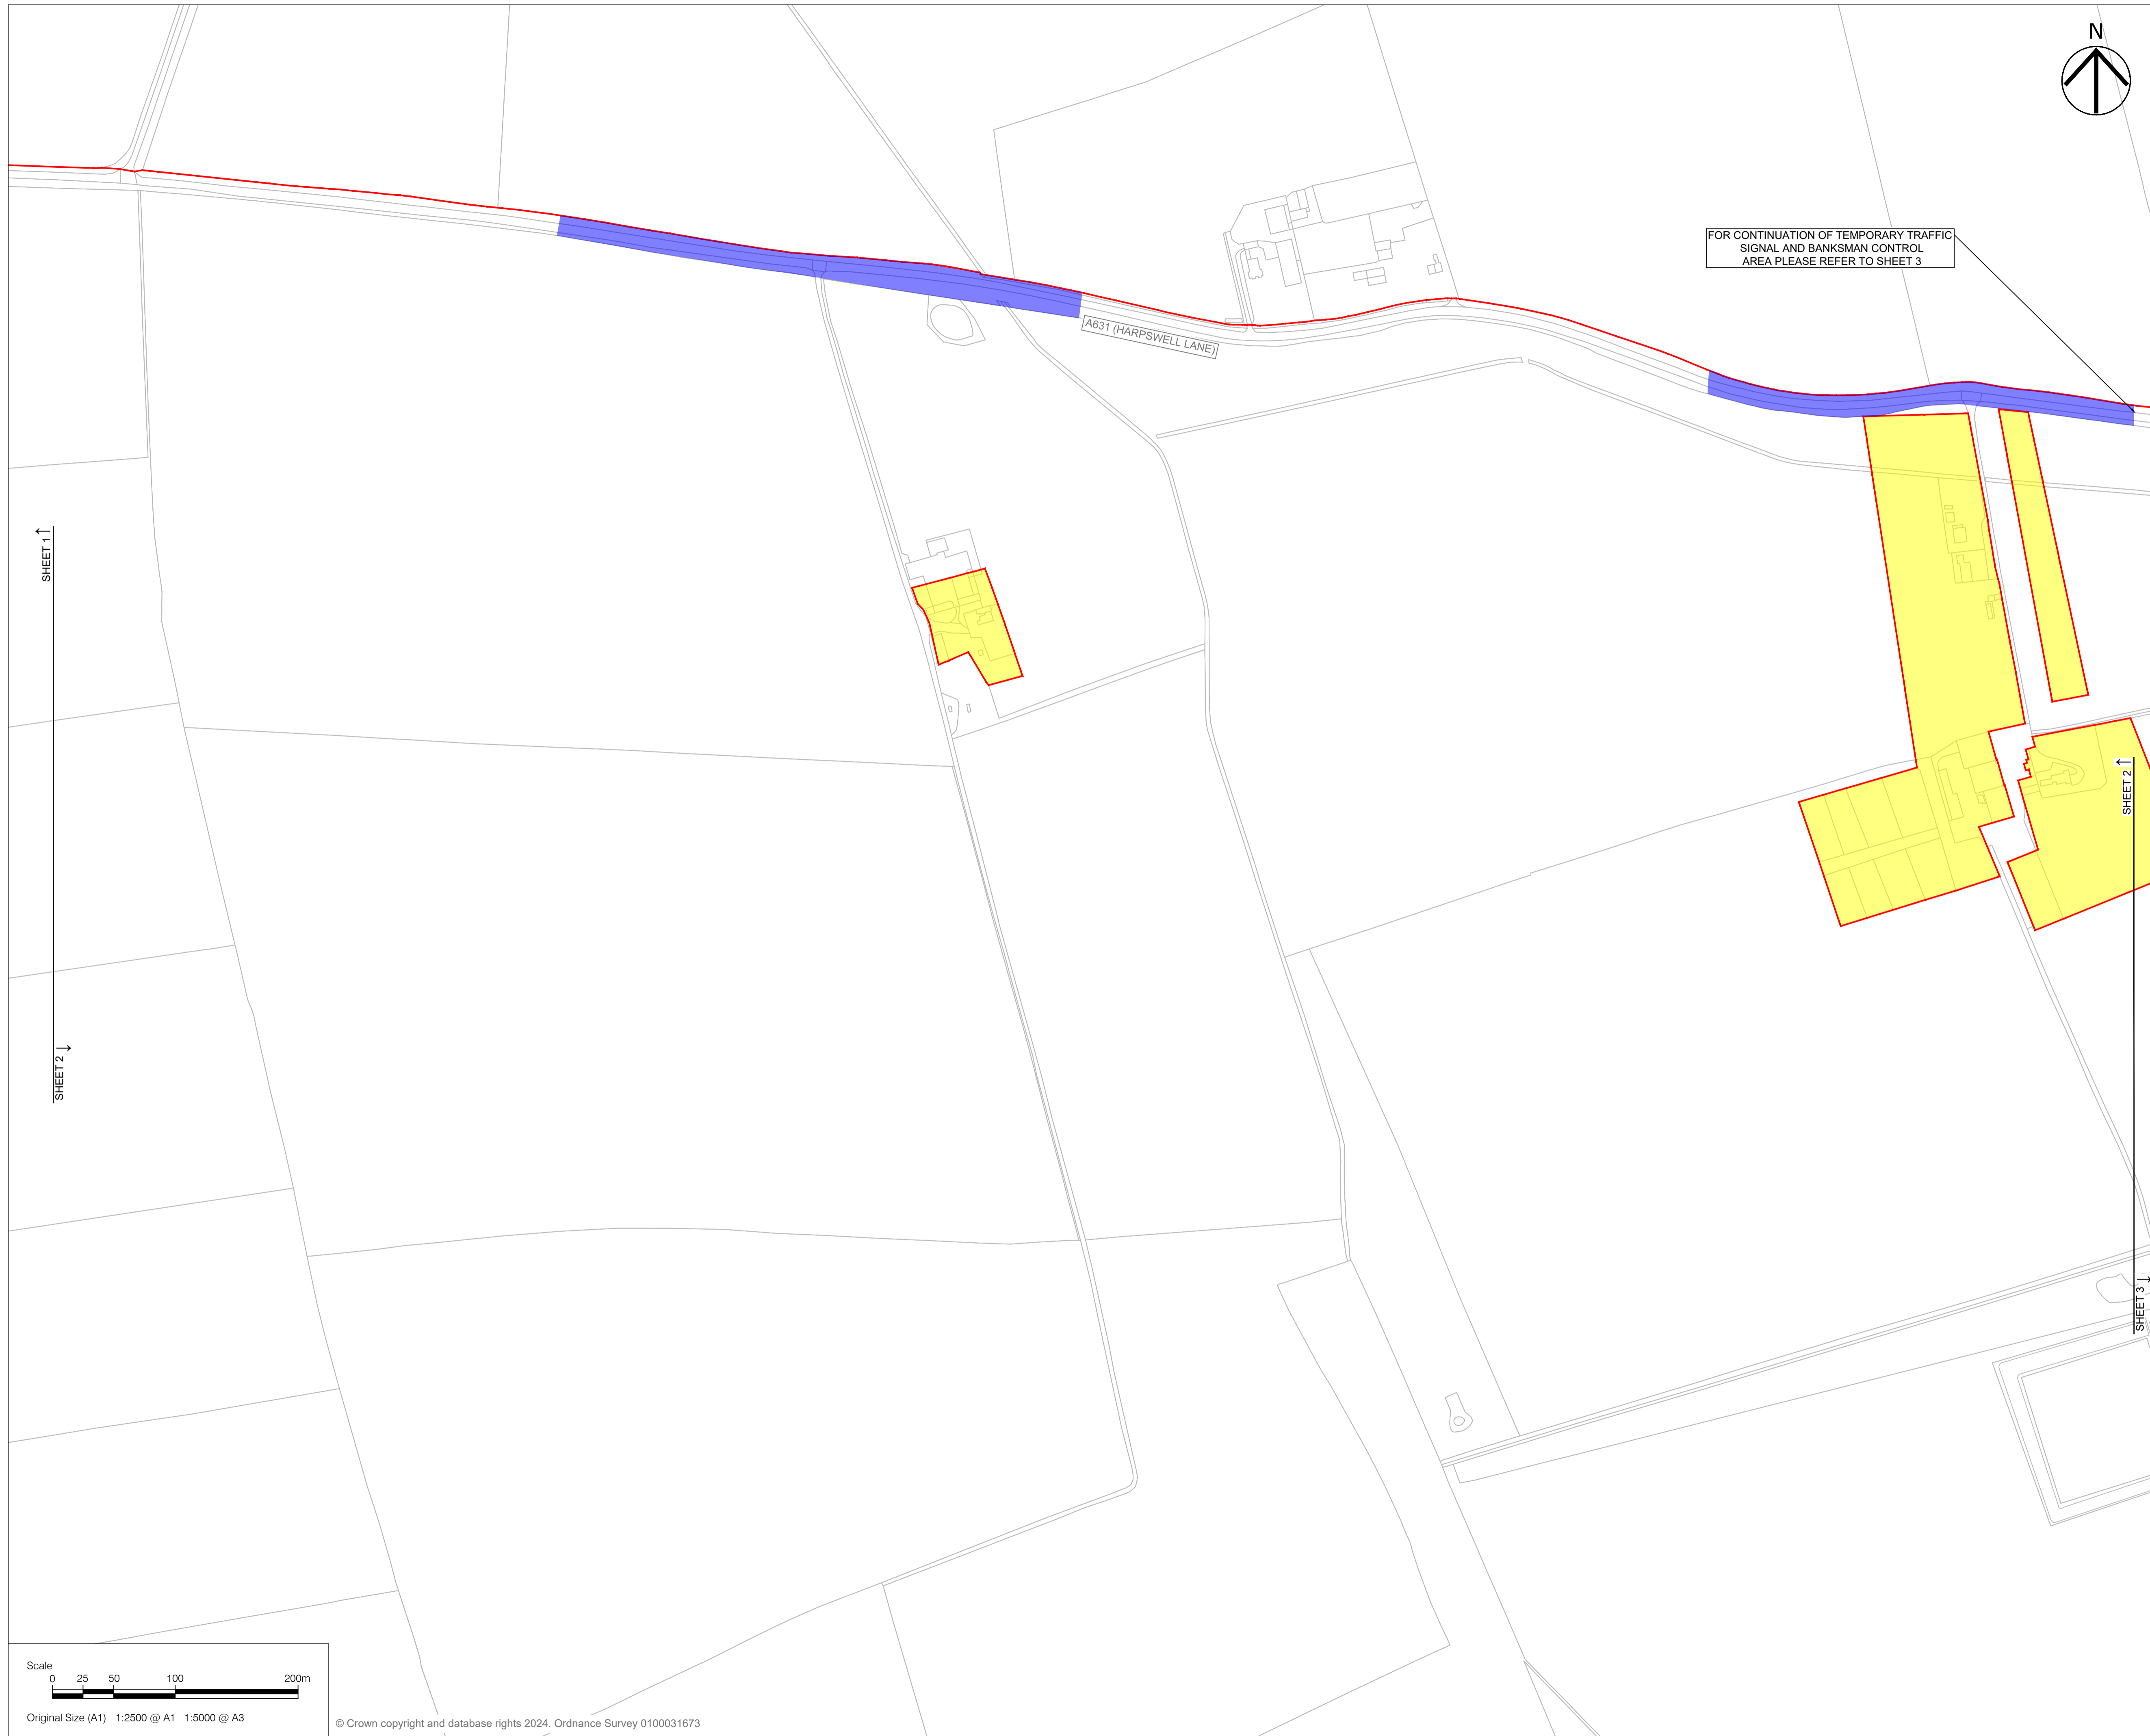 N
FOR CONTINUATION OF TEMPORARY TRAFFIC
SIGNAL AND BANKSMAN CONTROL
AREA PLEASE REFER TO SHEET 3
A631 (HARPSWELL LANE)
SHEET 1 ↑
SHEET 2 ↓
SHEET 2 ↑
SHEET 3 ↓
Scale
0 25 50 100 200m
Original Size (A1) 1:2500 @ A1 1:5000 @ A3
© Crown copyright and database rights 2024. Ordnance Survey 0100031673